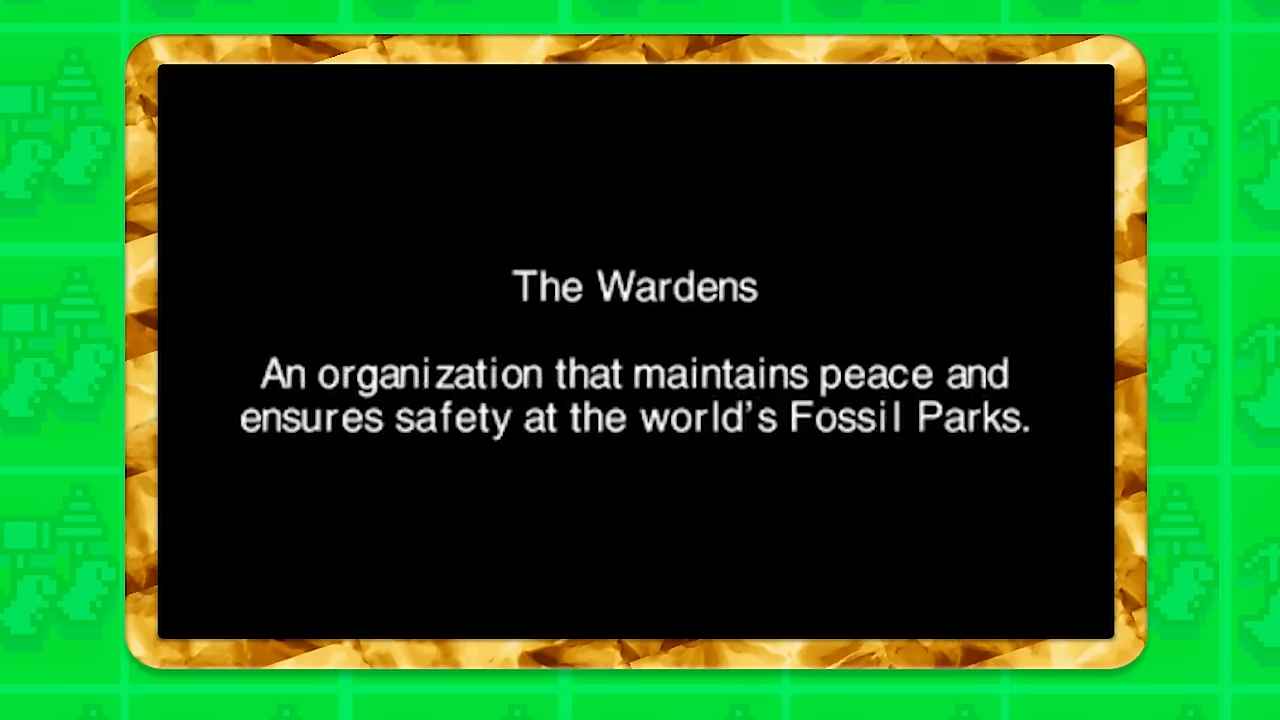 The Wardens
An organization that maintains peace and
ensures safety at the world’s Fossil Parks.